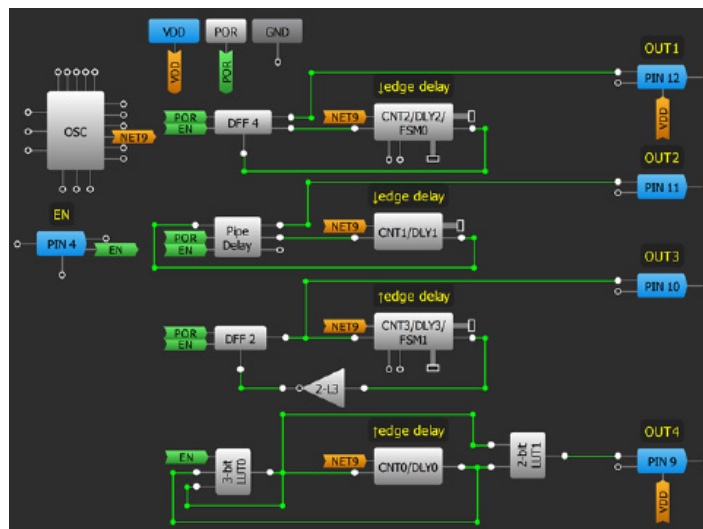 VDD
POR
GND
VDD
POR
OSC
NET9
EN
PIN 4
EN
↓edge delay
POR
EN
DFF 4
NET9
CNT2/DLY2/
FSM0
OUT1
PIN 12
VDD
↓edge delay
POR
EN
Pipe
Delay
NET9
CNT1/DLY1
OUT2
PIN 11
↑edge delay
POR
EN
DFF 2
NET9
CNT3/DLY3/
FSM1
2-L3
OUT3
PIN 10
↑edge delay
EN
3-bit
LUT0
NET9
CNT0/DLY0
2-bit
LUT1
OUT4
PIN 9
VDD